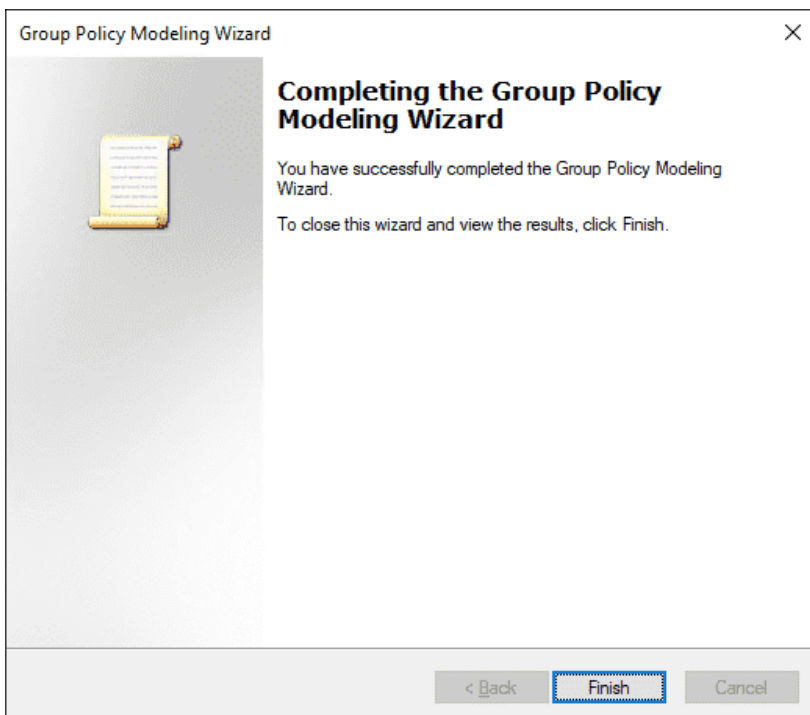 Group Policy Modeling Wizard
Completing the Group Policy
Modeling Wizard
You have successfully completed the Group Policy Modeling
Wizard.
To close this wizard and view the results, click Finish.
< Back
Finish
Cancel